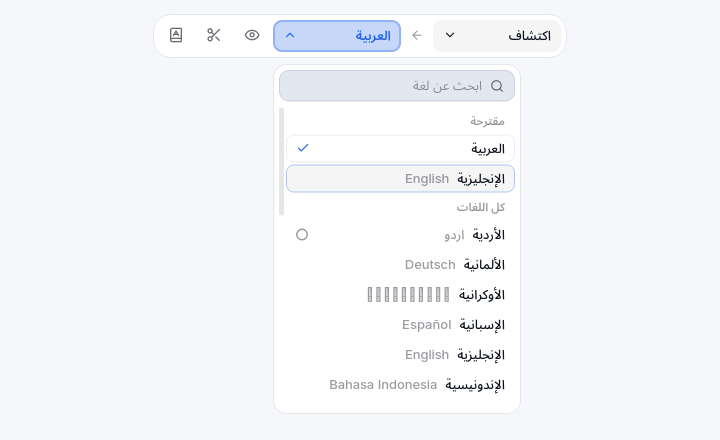 اكتشاف
العربية
ابحث عن لغة
مقترحة
العربية
الإنجليزية English
كل اللغات
الأردية اردو
الألمانية Deutsch
الأوكرانية
الإسبانية Español
الإنجليزية English
الإندونيسية Bahasa Indonesia